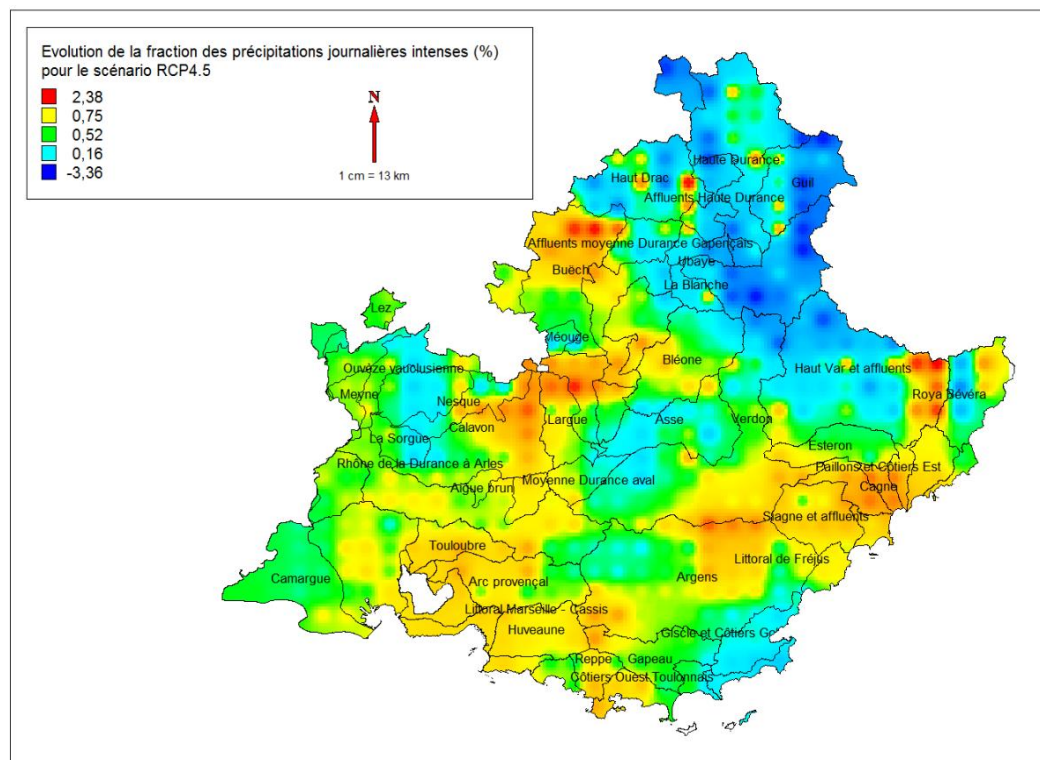 Evolution de la fraction des précipitations journalières intenses (%)
pour le scénario RCP4.5
2,38
0,75
0,52
0,16
-3,36
N
1 cm = 13 km
Haute Durance
Haut Drac
Guil
Affluents Haute Durance
Affluents moyenne Durance Gapençais
Ubaye
Buëch
La Blanche
Lez
Méouge
Bléone
Ouvèze vauclusienne
Haut Var et affluents
Meyne
Nesque
Roya Bévéra
Calavon
Largue
Asse
Verdon
La Sorgue
Esteron
Rhône de la Durance à Arles
Paillons et Côtiers Est
Aigue brun
Moyenne Durance aval
Cagne
Siagne et affluents
Touloubre
Littoral de Fréjus
Camargue
Arc provençal
Argens
Littoral Marseille - Cassis
Huveaune
Giscle et Côtiers Go
Reppe
Gapeau
Côtiers Ouest Toulonnais